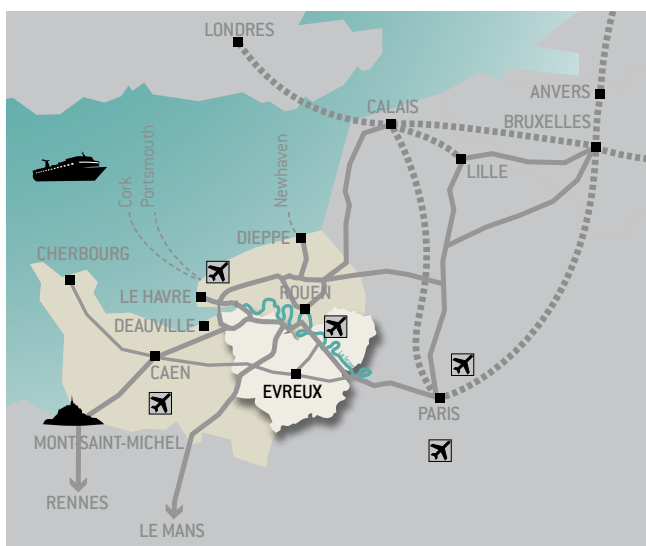 LONDRES
ANVERS
CALAIS
BRUXELLES
LILLE
Cork
Portsmouth
Newhaven
DIEPPE
CHERBOURG
LE HAVRE
ROUEN
DEAUVILLE
CAEN
EVREUX
PARIS
MONT SAINT-MICHEL
RENNES
LE MANS